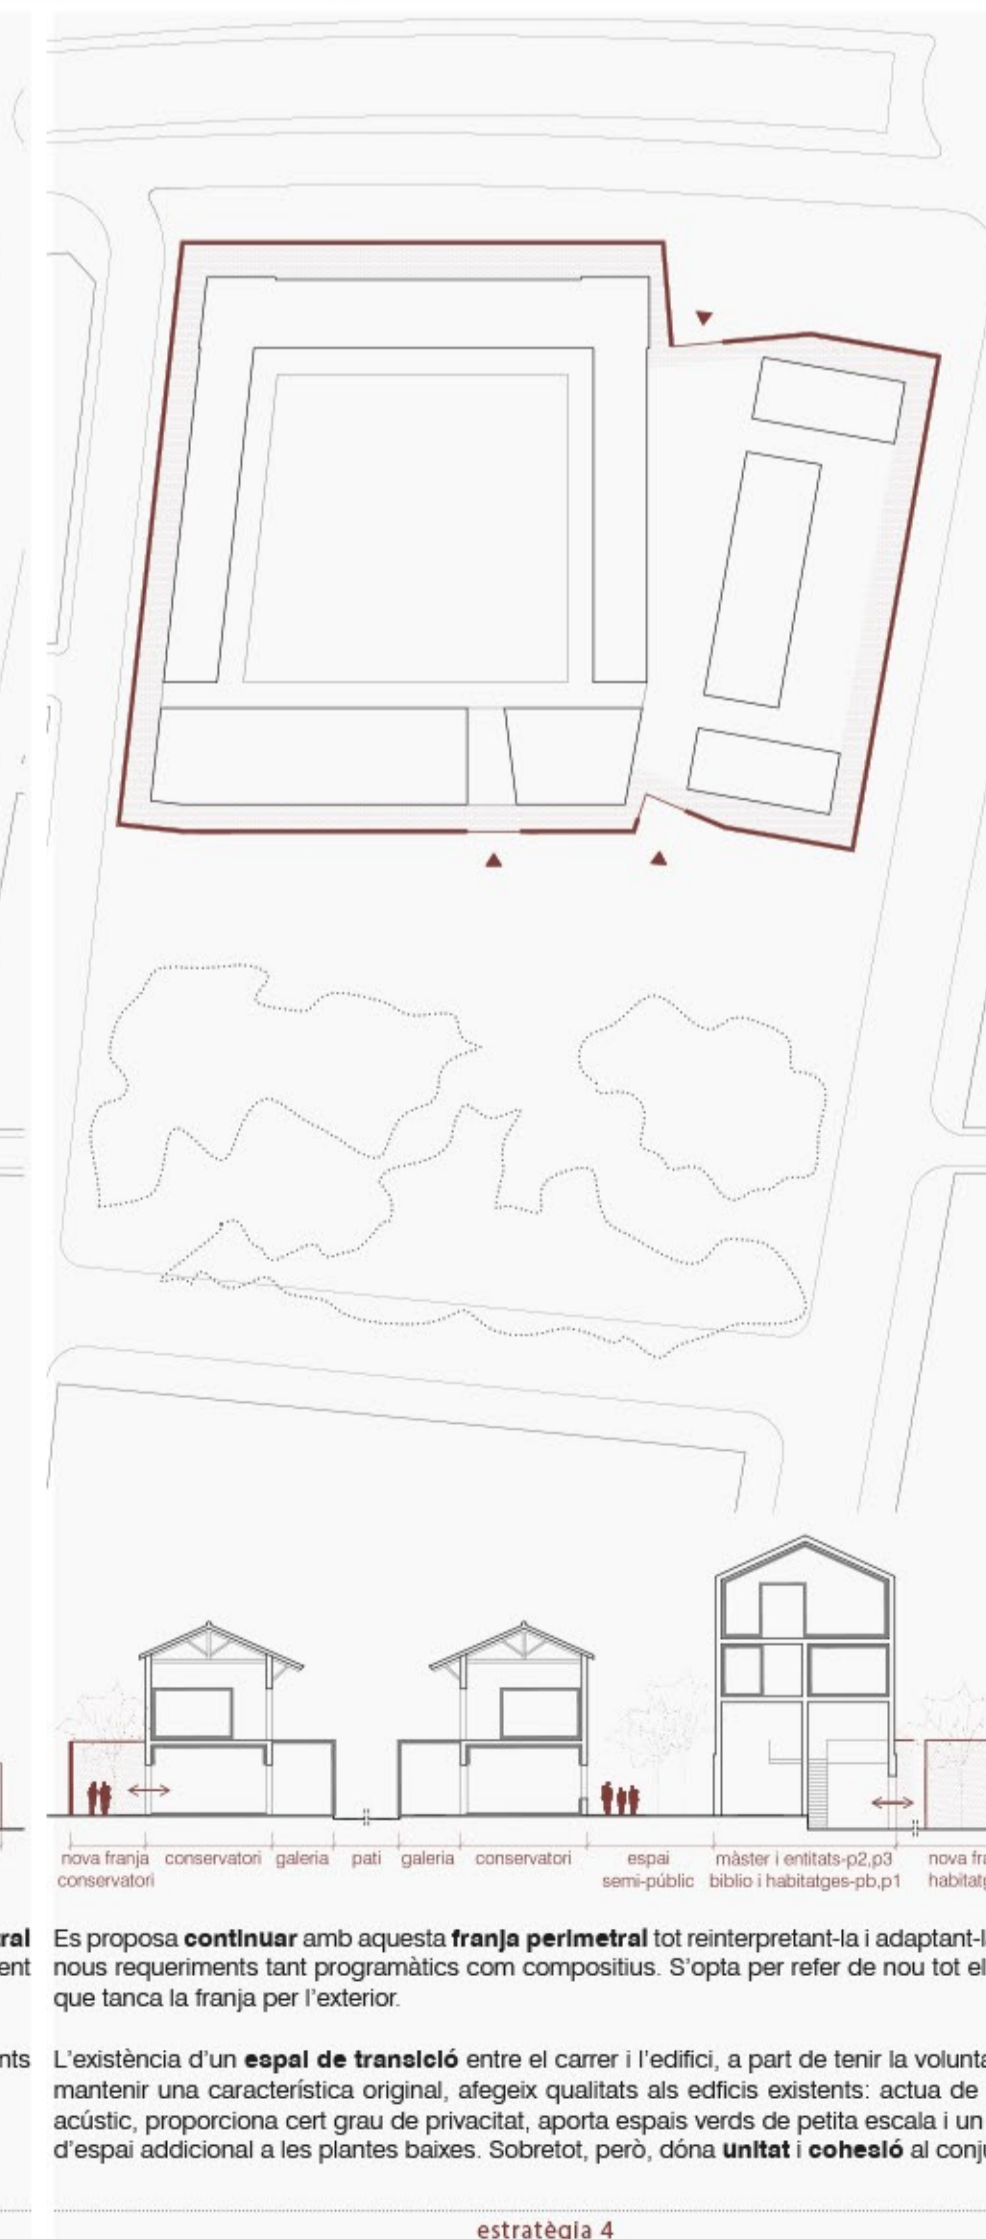 nova franja conservatori galeria pati galeria conservatori espai màster i entitats-p2,p3 nova
conservatori semi-públic biblio i habitatges-pb,p1
Es proposa continuar amb aquesta franja perimetral tot reinterpretant-la i
nous requeriments tant programàtics com compositius. S'opta per refer de nou tot el
que tanca la franja per l'exterior.
L'existència d'un espai de transició entre el carrer i l'edifici, a part de tenir la
mantenir una característica original, afegeix qualitats als edficis existents: actua de
acústic, proporciona cert grau de privacitat, aporta espais verds de petita escala i un
d'espai addicional a les plantes baixes. Sobretot, però, dóna unitat i cohesió al
estratègia 4